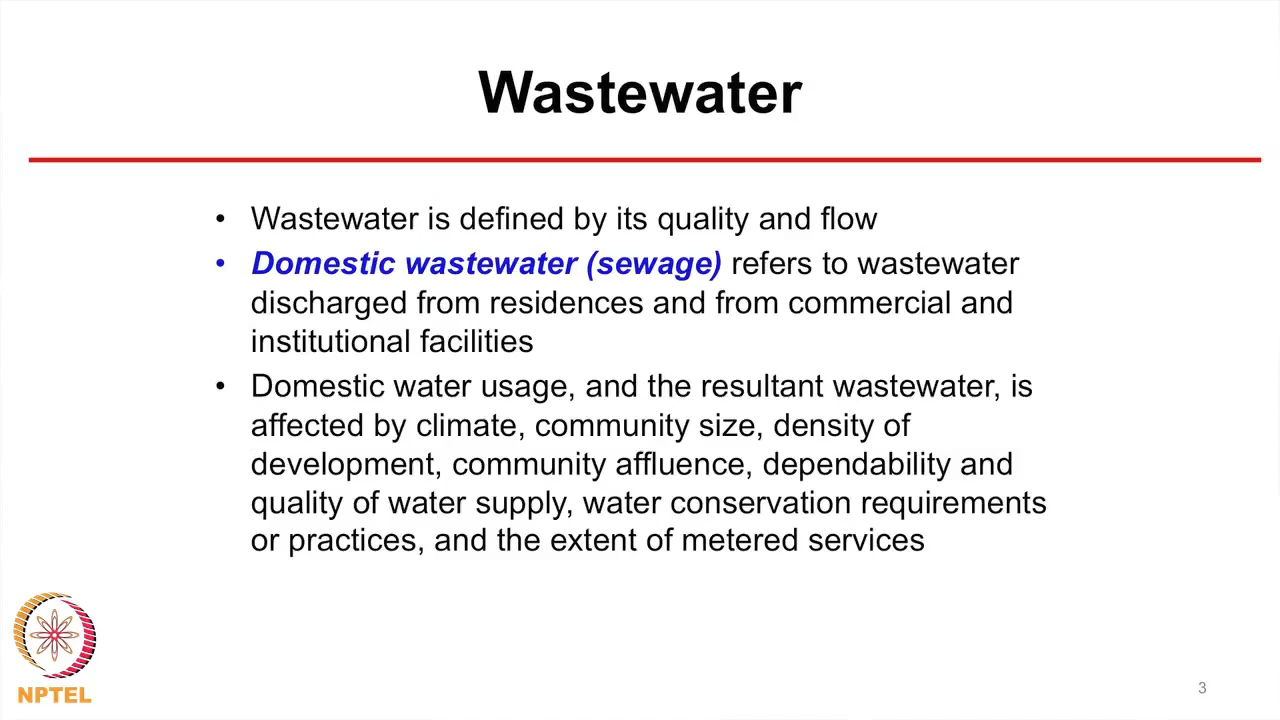 Wastewater
• Wastewater is defined by its quality and flow
• Domestic wastewater (sewage) refers to wastewater
discharged from residences and from commercial and
institutional facilities
• Domestic water usage, and the resultant wastewater, is
affected by climate, community size, density of
development, community affluence, dependability and
quality of water supply, water conservation requirements
or practices, and the extent of metered services
NPTEL
3